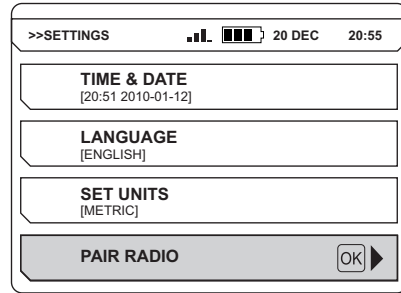 >>SETTINGS 20 DEC 20:55
TIME & DATE
[20:51 2010-01-12]
LANGUAGE
[ENGLISH]
SET UNITS
[METRIC]
PAIR RADIO OK